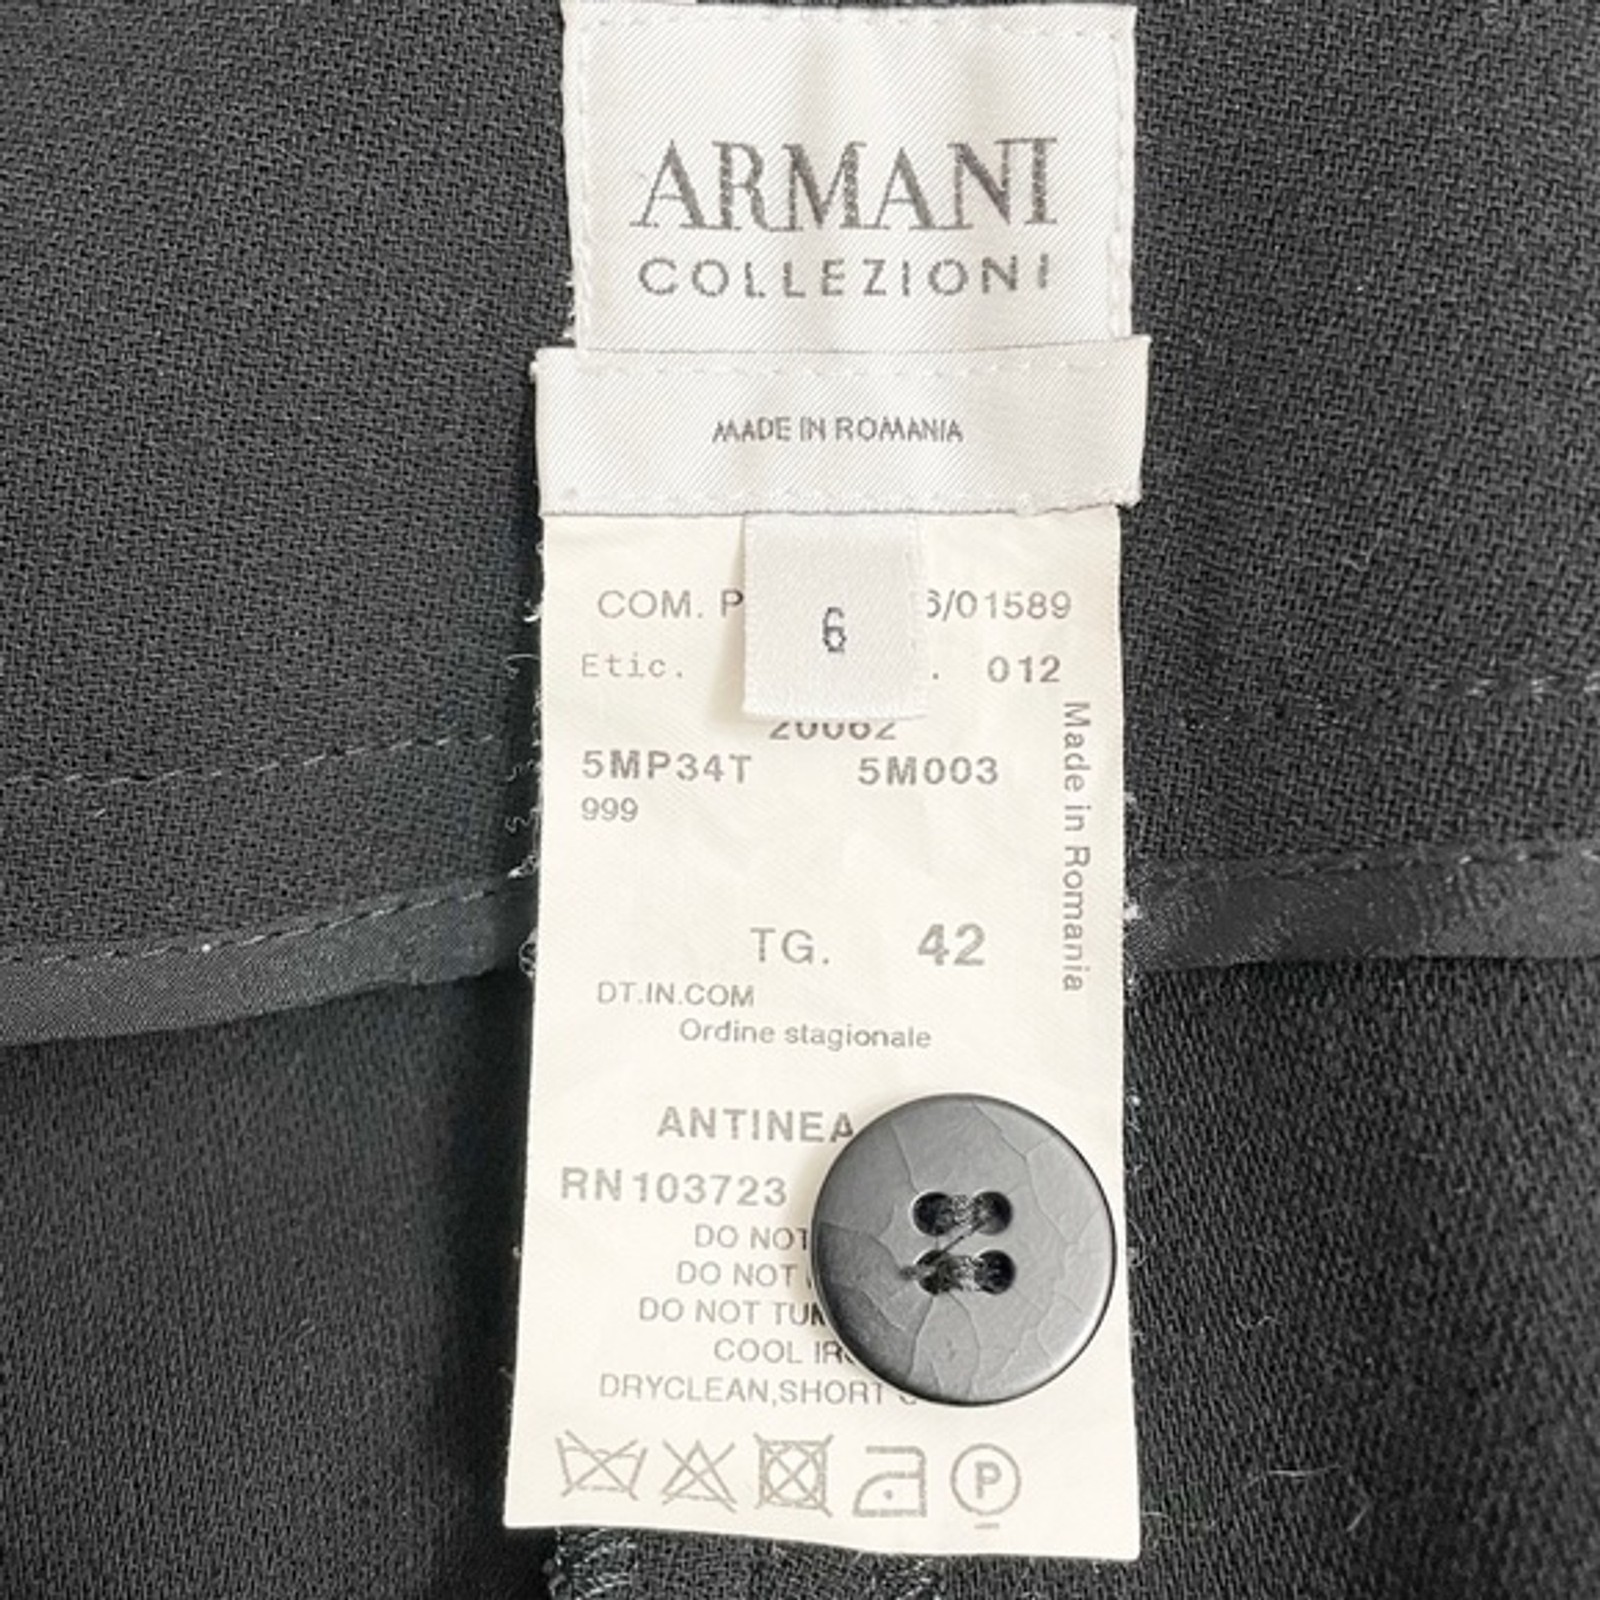 ARMANI
COLLEZIONI
MADE IN ROMANIA
6
COM. /01589
Etic. . 012
20062
5MP34T 5M003
999
Made in Romania
TG. 42
DT.IN.COM
Ordine stagionale
ANTINEA
RN103723
DO NOT
DO NOT
DO NOT
COOL
DRYCLEAN,SHORT
P